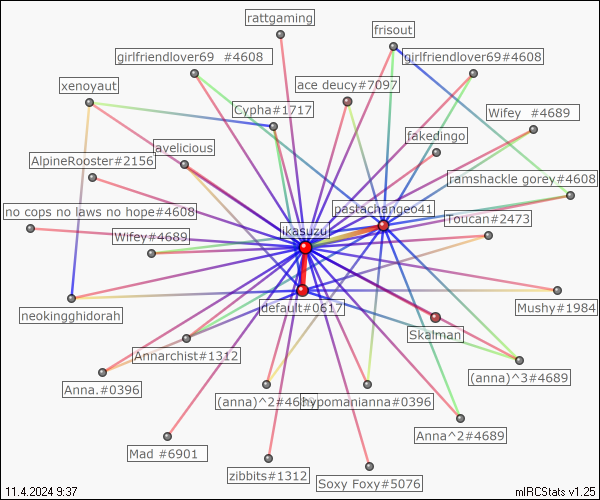 rattgaming
frisout
girlfriendlover69 #4608
girlfriendlover69#4608
xenoyaut
ace deucy#7097
Cypha#1717
Wifey #4689
fakedingo
ayelicious
AlpineRooster#2156
ramshackle gorey#4608
no cops no laws no hope#4608
pastachangeo41
Toucan#2473
ikasuzu
Wifey#4689
neokingghidorah
default#0617
Mushy#1984
Skalman
Annarchist#1312
(anna)^3#4689
Anna.#0396
(anna)^2#4689
hypomanianna#0396
Anna^2#4689
Mad #6901
zibbits#1312
Soxy Foxy#5076
11.4.2024 9:37
mIRCStats v1.25